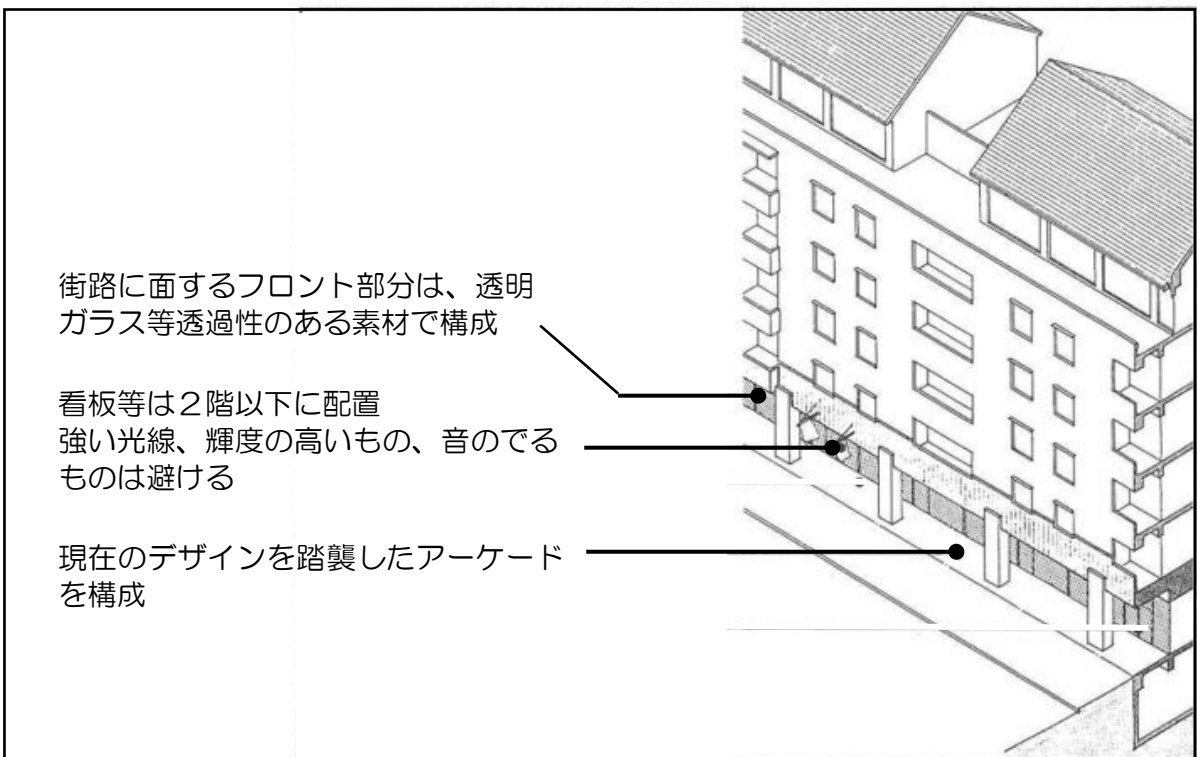 街路に面するフロント部分は、透明
ガラス等透過性のある素材で構成
看板等は２階以下に配置
強い光線、輝度の高いもの、音のでる
ものは避ける
現在のデザインを踏襲したアーケード
を構成